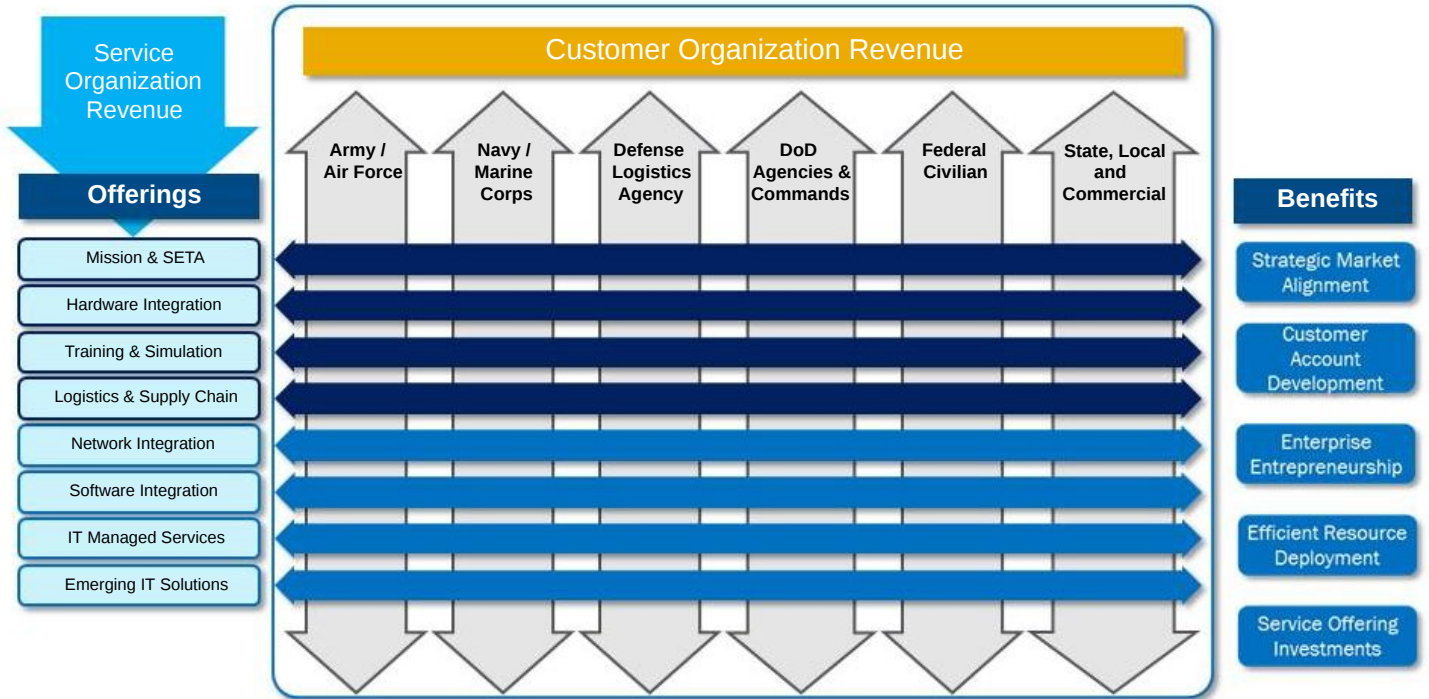 Service
Organization
Revenue
Customer Organization Revenue
Army /
Air Force
Navy /
Marine
Corps
Defense
Logistics
Agency
DoD
Agencies &
Commands
Federal
Civilian
State, Local
and
Commercial
Offerings
Mission & SETA
Hardware Integration
Training & Simulation
Logistics & Supply Chain
Network Integration
Software Integration
IT Managed Services
Emerging IT Solutions
Benefits
Strategic Market
Alignment
Customer
Account
Development
Enterprise
Entrepreneurship
Efficient Resource
Deployment
Service Offering
Investments